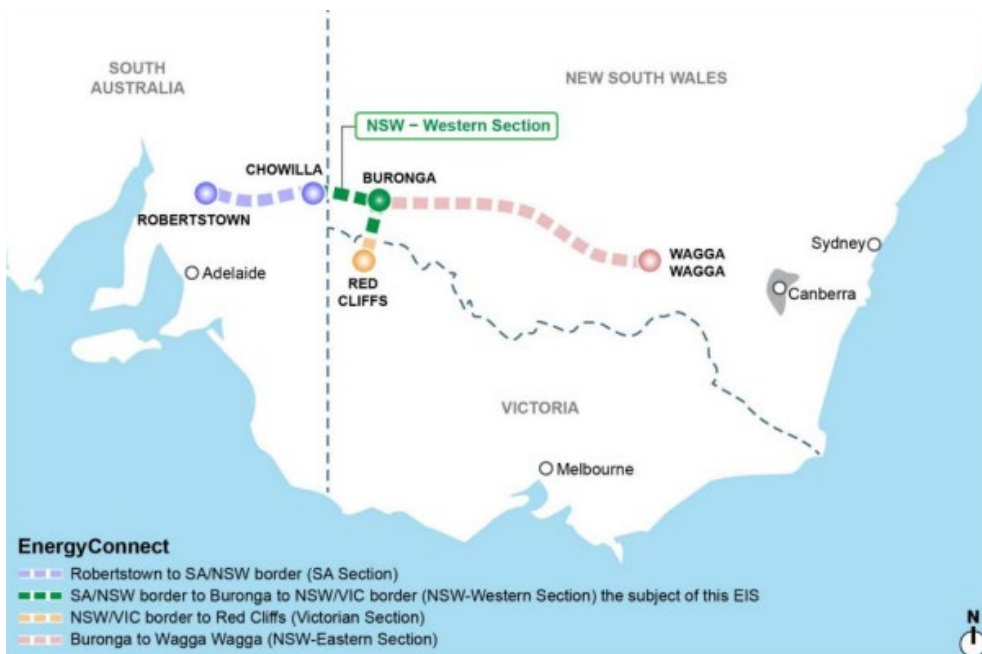 SOUTH
AUSTRALIA
NEW SOUTH WALES
NSW – Western Section
CHOWILLA
BURONGA
ROBERTSTOWN
Sydney
WAGGA
WAGGA
Adelaide
RED
CLIFFS
Canberra
VICTORIA
Melbourne
EnergyConnect
Robertstown to SA/NSW border (SA Section)
SA/NSW border to Buronga to NSW/VIC border (NSW-Western Section) the subject of this EIS
NSW/VIC border to Red Cliffs (Victorian Section)
Buronga to Wagga Wagga (NSW-Eastern Section)
N